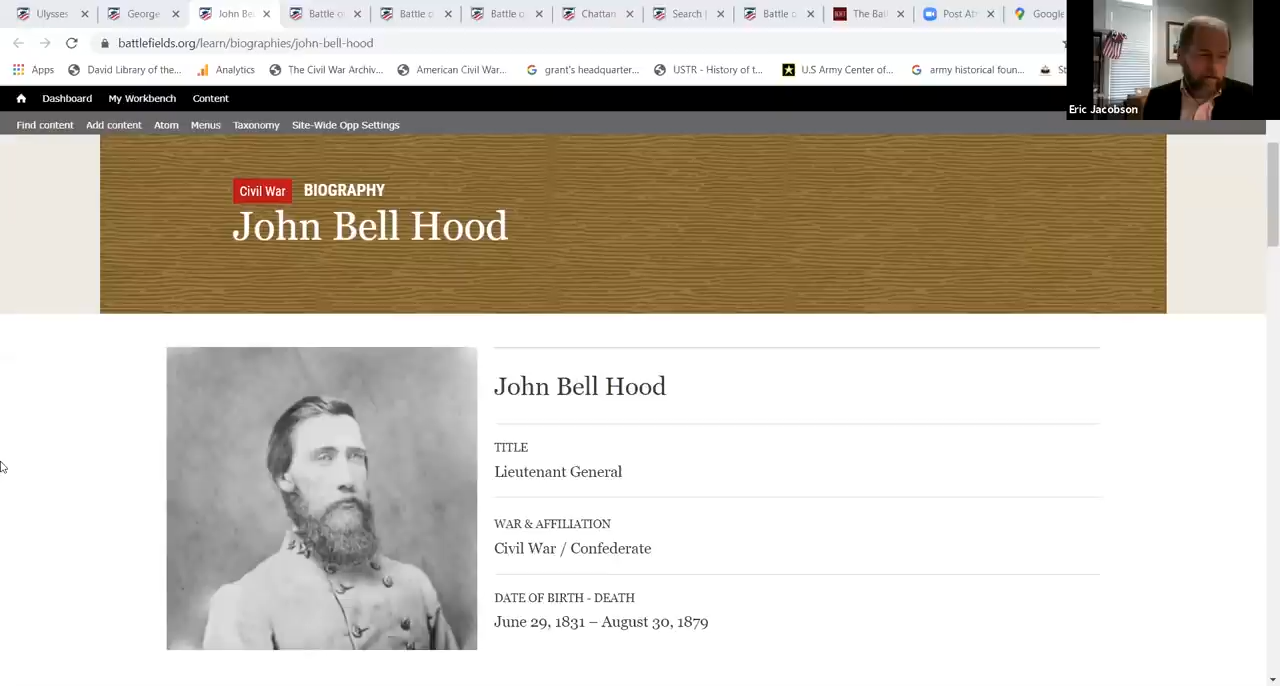 Ulysses
George
John Be
Battle o
Battle o
Battle o
Chattan
Search |
Battle o
The Bat
Post At
Google
battlefields.org/learn/biographies/john-bell-hood
Apps
David Library of the...
Analytics
The Civil War Archiv...
American Civil War...
grant's headquarter...
USTR - History of t...
U.S Army Center of...
army historical foun...
St
Eric Jacobson
Dashboard
My Workbench
Content
Find content
Add content
Atom
Menus
Taxonomy
Site-Wide Opp Settings
Civil War
BIOGRAPHY
John Bell Hood
John Bell Hood
TITLE
Lieutenant General
WAR & AFFILIATION
Civil War / Confederate
DATE OF BIRTH - DEATH
June 29, 1831 – August 30, 1879